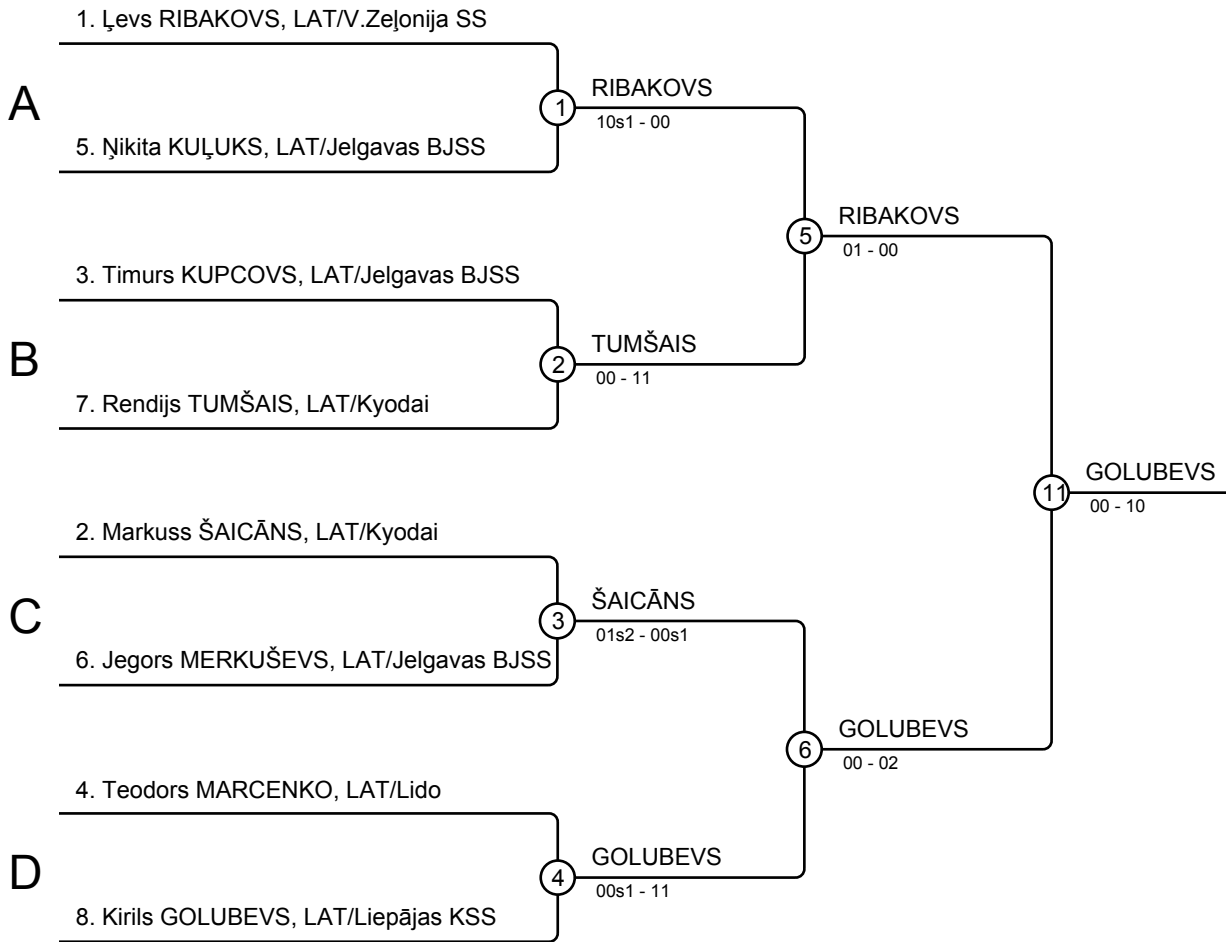 1. Ļevs RIBAKOVS, LAT/V.Zeļonija SS
A
1
RIBAKOVS
10s1 - 00
5. Ņikita KUĻUKS, LAT/Jelgavas BJSS
5
RIBAKOVS
01 - 00
3. Timurs KUPCOVS, LAT/Jelgavas BJSS
B
2
TUMŠAIS
00 - 11
7. Rendijs TUMŠAIS, LAT/Kyodai
11
GOLUBEVS
00 - 10
2. Markuss ŠAICĀNS, LAT/Kyodai
C
3
ŠAICĀNS
01s2 - 00s1
6. Jegors MERKUŠEVS, LAT/Jelgavas BJSS
6
GOLUBEVS
00 - 02
4. Teodors MARCENKO, LAT/Lido
D
4
GOLUBEVS
00s1 - 11
8. Kirils GOLUBEVS, LAT/Liepājas KSS